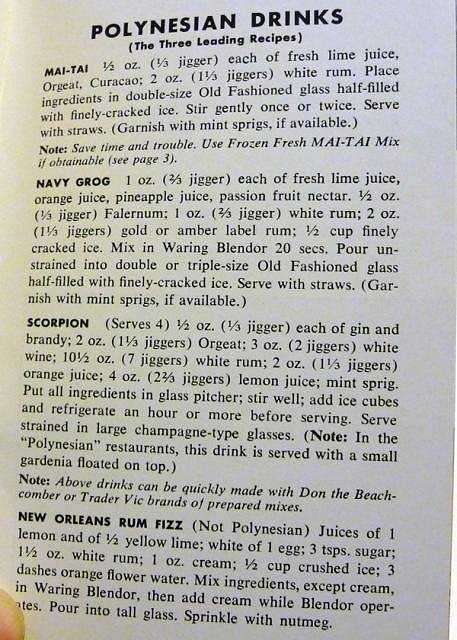 POLYNESIAN DRINKS
(The Three Leading Recipes)
MAI-TAI ½ oz. (⅓ jigger) each of fresh lime juice,
Orgeat, Curacao; 2 oz. (1⅓ jiggers) white rum. Place
ingredients in double-size Old Fashioned glass half-filled
with finely-cracked ice. Stir gently once or twice. Serve
with straws. (Garnish with mint sprigs, if available.)
Note: Save time and trouble. Use Frozen Fresh MAI-TAI Mix
if obtainable (see page 3).
NAVY GROG 1 oz. (⅔ jigger) each of fresh lime juice,
orange juice, pineapple juice, passion fruit nectar. ½ oz.
(⅓ jigger) Falernum; 1 oz. (⅔ jigger) white rum; 2 oz.
(1⅓ jiggers) gold or amber label rum; ½ cup finely
cracked ice. Mix in Waring Blendor 20 secs. Pour un-
strained into double or triple-size Old Fashioned glass
half-filled with finely-cracked ice. Serve with straws. (Gar-
nish with mint sprigs, if available.)
SCORPION (Serves 4) ½ oz. (⅓ jigger) each of gin and
brandy; 2 oz. (1⅓ jiggers) Orgeat; 3 oz. (2 jiggers) white
wine; 10½ oz. (7 jiggers) white rum; 2 oz. (1⅓ jiggers)
orange juice; 4 oz. (2⅔ jiggers) lemon juice; mint sprig.
Put all ingredients in glass pitcher; stir well; add ice cubes
and refrigerate an hour or more before serving. Serve
strained in large champagne-type glasses. (Note: In the
"Polynesian" restaurants, this drink is served with a small
gardenia floated on top.)
Note: Above drinks can be quickly made with Don the Beach-
comber or Trader Vic brands of prepared mixes.
NEW ORLEANS RUM FIZZ (Not Polynesian) Juices of 1
lemon and of ½ yellow lime; white of 1 egg; 3 tsps. sugar;
1½ oz. white rum; 1 oz. cream; ½ cup crushed ice; 3
dashes orange flower water. Mix ingredients, except cream,
in Waring Blendor, then add cream while Blendor oper-
ates. Pour into tall glass. Sprinkle with nutmeg.